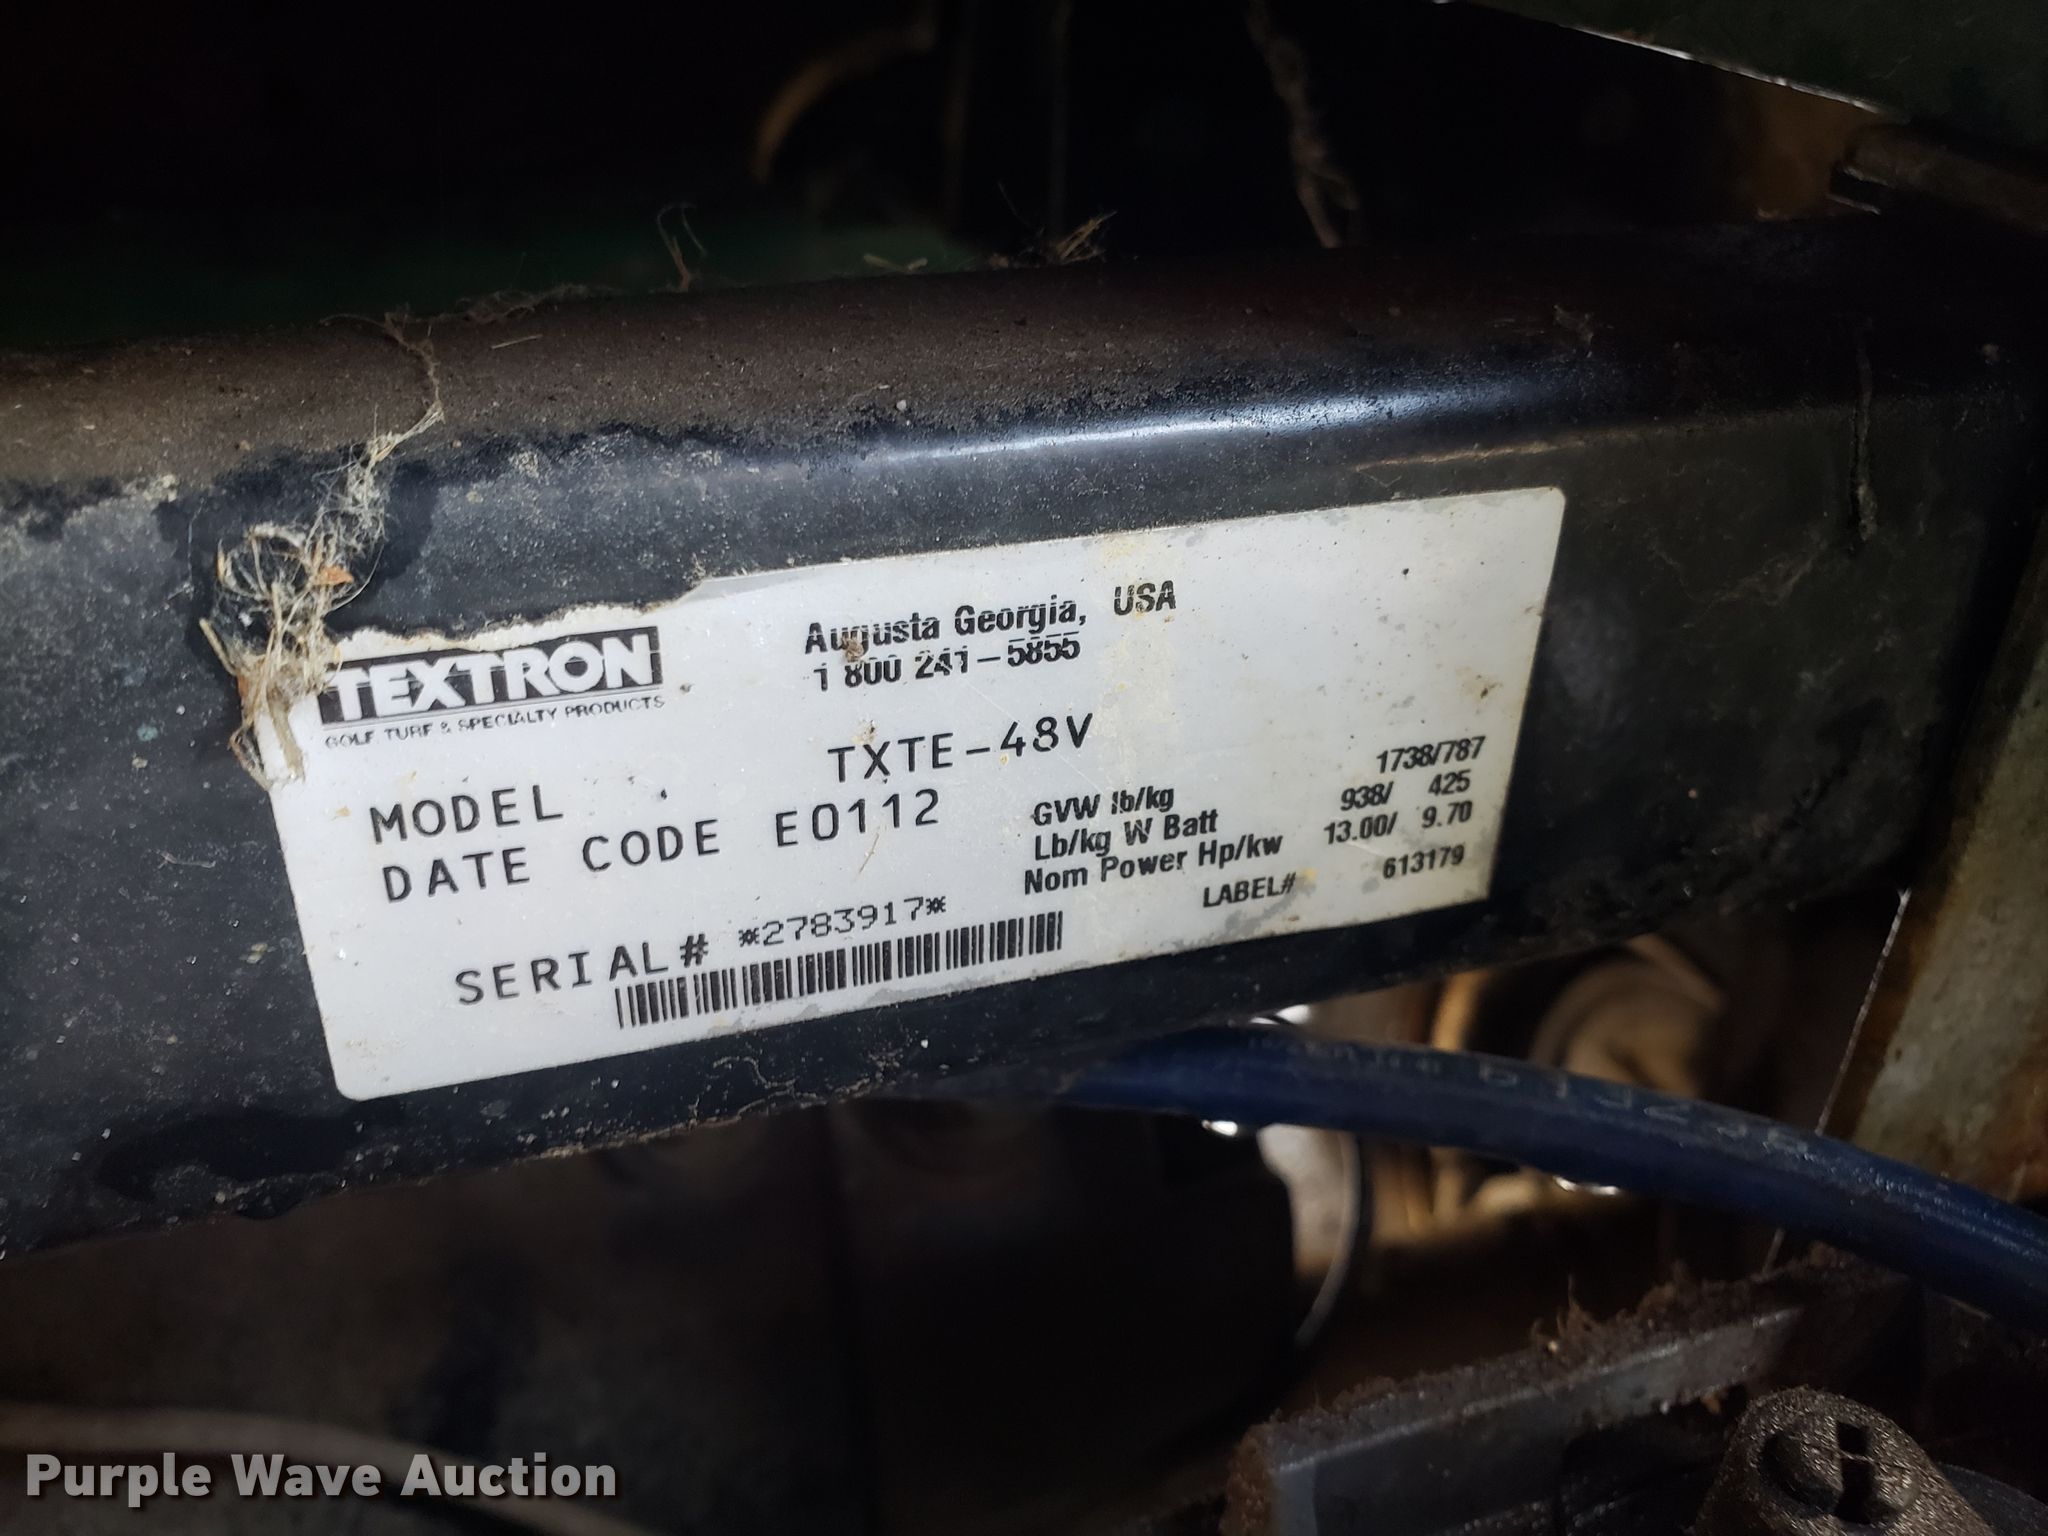 TEXTRON
GOLF, TURF & SPECIALTY PRODUCTS
Augusta Georgia, USA
1 800 241-5855
MODEL TXTE-48V
DATE CODE E0112
SERIAL# *2783917*
GVW lb/kg 1738/787
Lb/kg W Batt 938/ 425
Nom Power Hp/kw 13.00/ 9.70
LABEL# 613179
Purple Wave Auction